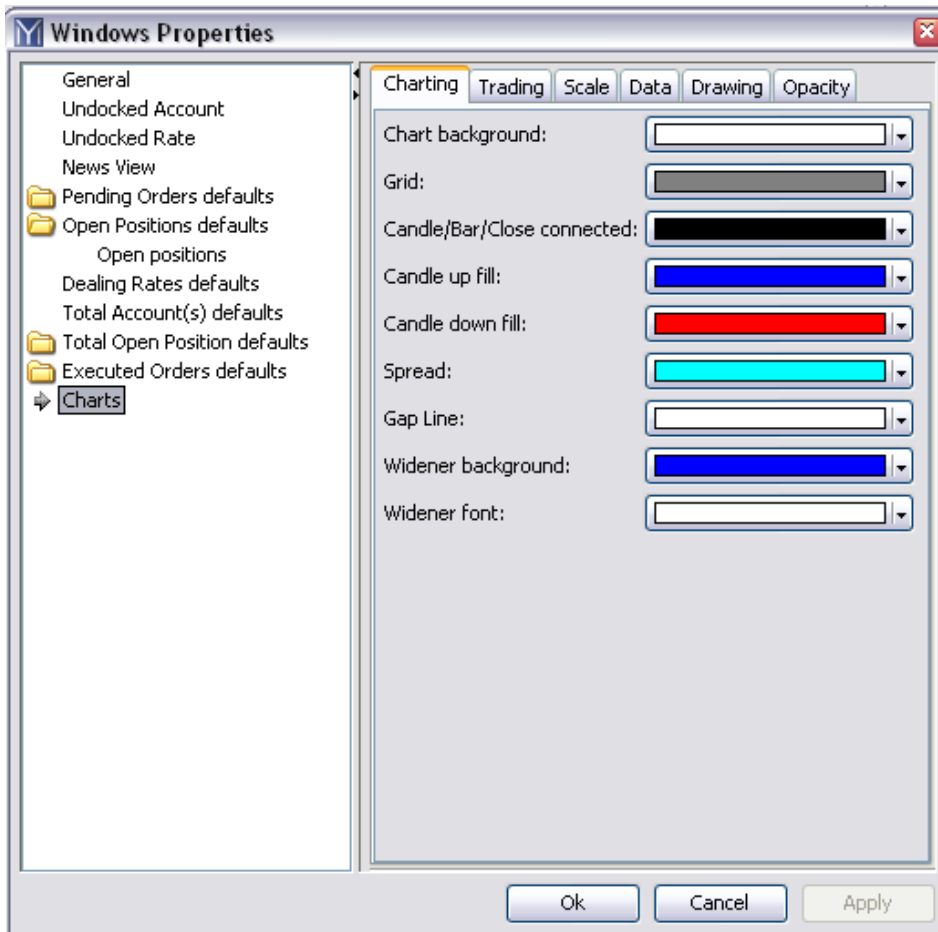 Windows Properties
General
Undocked Account
Undocked Rate
News View
Pending Orders defaults
Open Positions defaults
Open positions
Dealing Rates defaults
Total Account(s) defaults
Total Open Position defaults
Executed Orders defaults
Charts
Charting Trading Scale Data Drawing Opacity
Chart background:
Grid:
Candle/Bar/Close connected:
Candle up fill:
Candle down fill:
Spread:
Gap Line:
Widener background:
Widener font:
Ok Cancel Apply